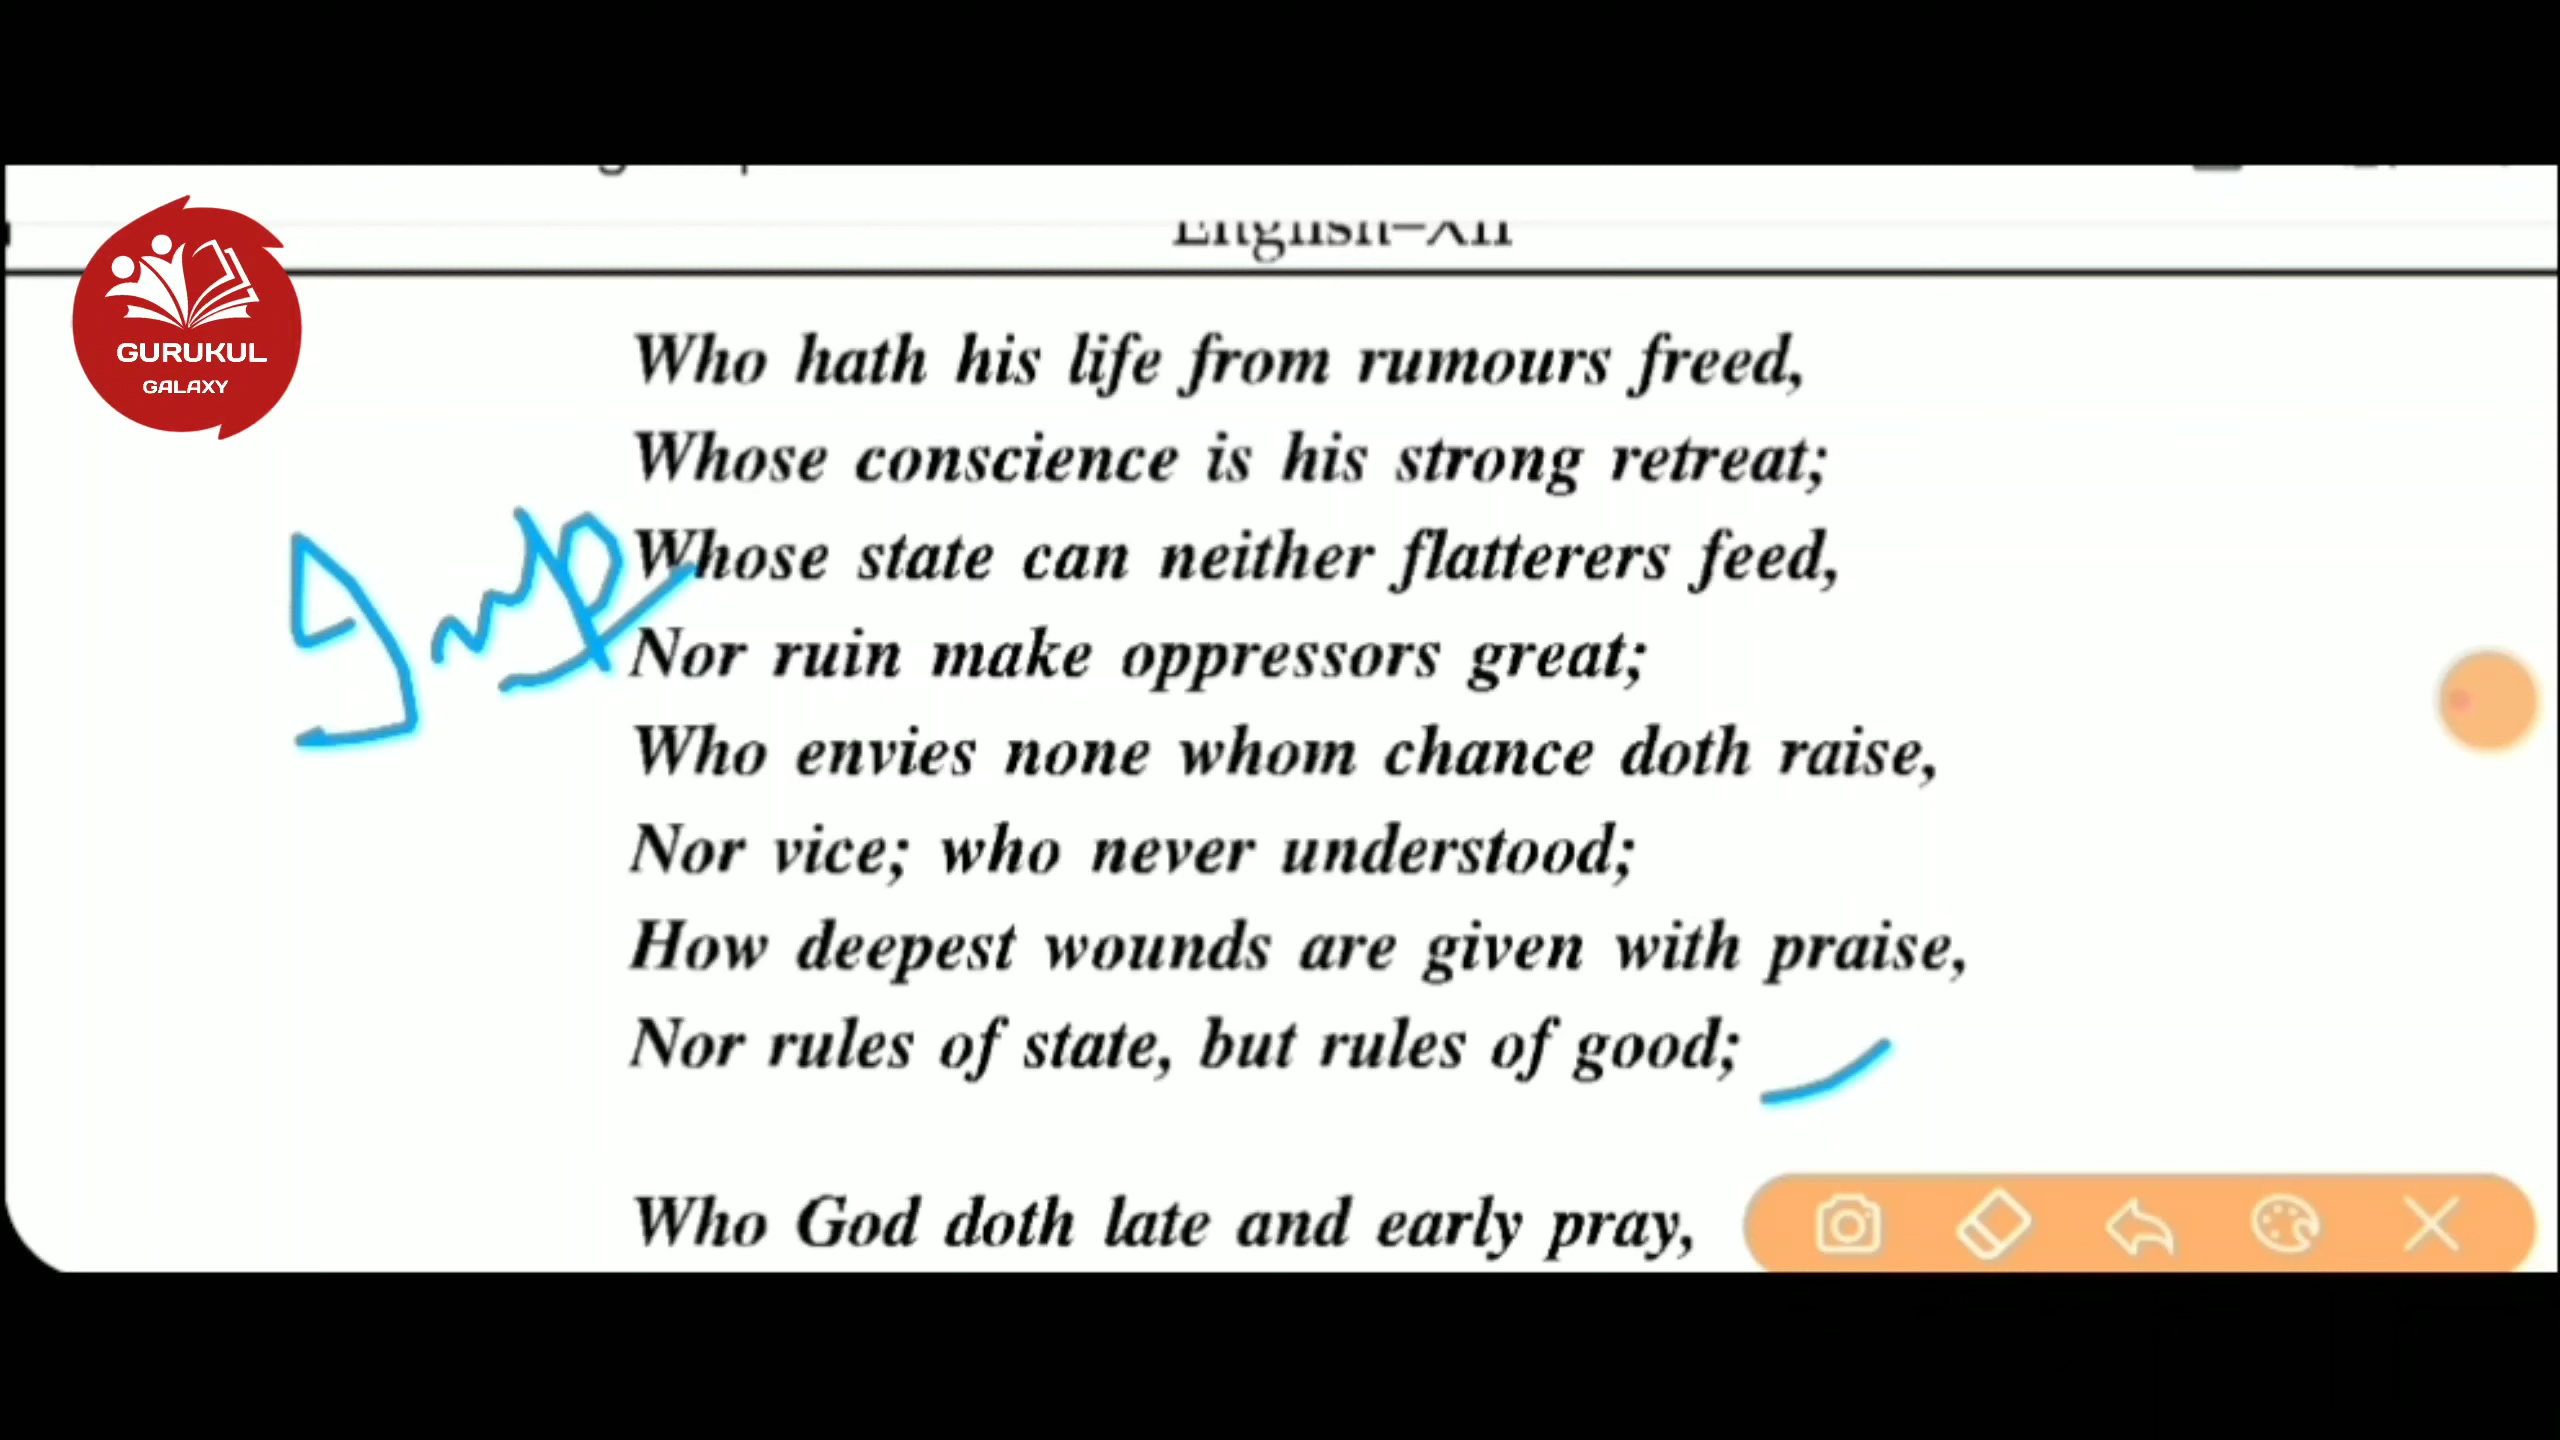 English–XII
GURUKUL
GALAXY
Who hath his life from rumours freed,
Whose conscience is his strong retreat;
Imp
Whose state can neither flatterers feed,
Nor ruin make oppressors great;
Who envies none whom chance doth raise,
Nor vice; who never understood;
How deepest wounds are given with praise,
Nor rules of state, but rules of good;
Who God doth late and early pray,